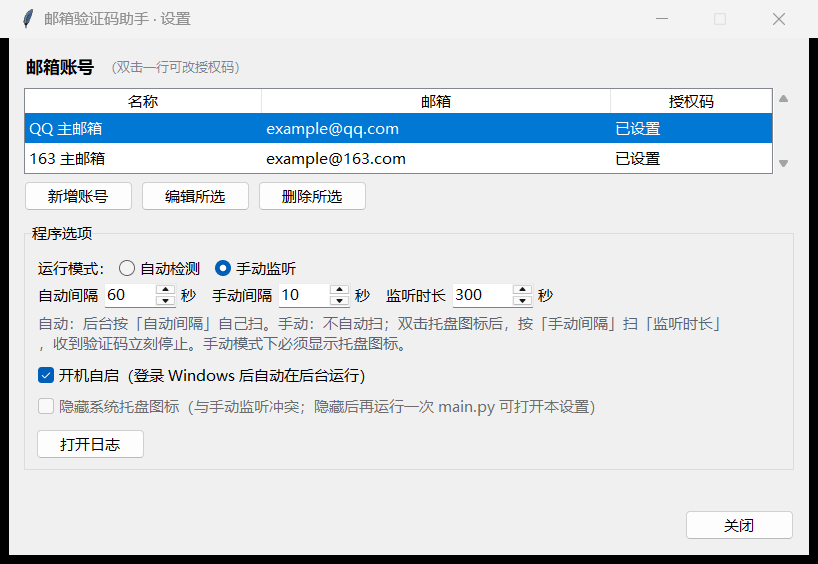 邮箱验证码助手 · 设置
邮箱账号 (双击一行可改授权码)
名称 邮箱 授权码
QQ 主邮箱 example@qq.com 已设置
163 主邮箱 example@163.com 已设置
新增账号 编辑所选 删除所选
程序选项
运行模式: 自动检测 手动监听
自动间隔 60 秒 手动间隔 10 秒 监听时长 300 秒
自动：后台按「自动间隔」自己扫。手动：不自动扫；双击托盘图标后，按「手动间隔」扫「监听时长」
，收到验证码立刻停止。手动模式下必须显示托盘图标。
开机自启（登录 Windows 后自动在后台运行）
隐藏系统托盘图标（与手动监听冲突；隐藏后再运行一次 main.py 可打开本设置）
打开日志
关闭